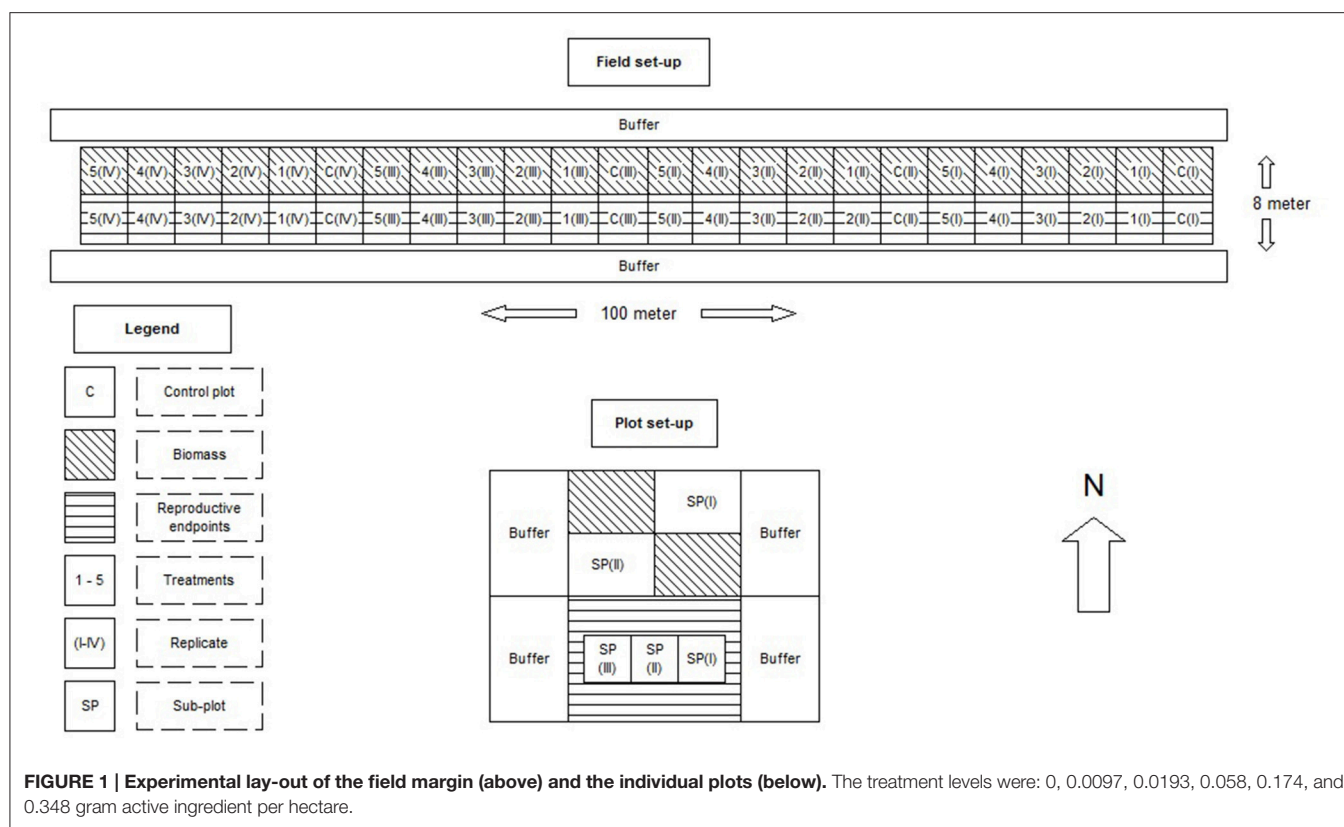 Field set-up
Buffer
5(IV) 4(IV) 3(IV) 2(IV) 1(IV) C(IV) 5(III) 4(III) 3(III) 2(III) 1(III) C(III) 5(II) 4(II) 3(II) 2(II) 1(II) C(II) 5(I) 4(I) 3(I) 2(I) 1(I) C(I)
8 meter
5(IV) 4(IV) 3(IV) 2(IV) 1(IV) C(IV) 5(III) 4(III) 3(III) 2(III) 1(III) C(III) 5(II) 4(II) 3(II) 2(II) 2(II) C(II) 5(I) 4(I) 3(I) 2(I) 1(I) C(I)
Buffer
100 meter
Legend
C Control plot
Biomass
Reproductive
endpoints
1 - 5 Treatments
(I-IV) Replicate
SP Sub-plot
Plot set-up
Buffer
SP(I)
SP(II)
Buffer
Buffer
SP
(III)
SP
(II)
SP(I)
Buffer
N
FIGURE 1 | Experimental lay-out of the field margin (above) and the individual plots (below). The treatment levels were: 0, 0.0097, 0.0193, 0.058, 0.174, and
0.348 gram active ingredient per hectare.